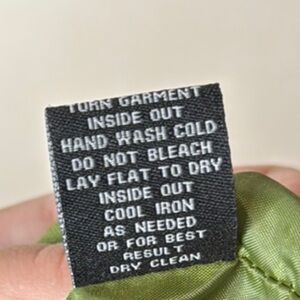 TURN GARMENT
INSIDE OUT
HAND WASH COLD
DO NOT BLEACH
LAY FLAT TO DRY
INSIDE OUT
COOL IRON
AS NEEDED
OR FOR BEST
RESULT
DRY CLEAN